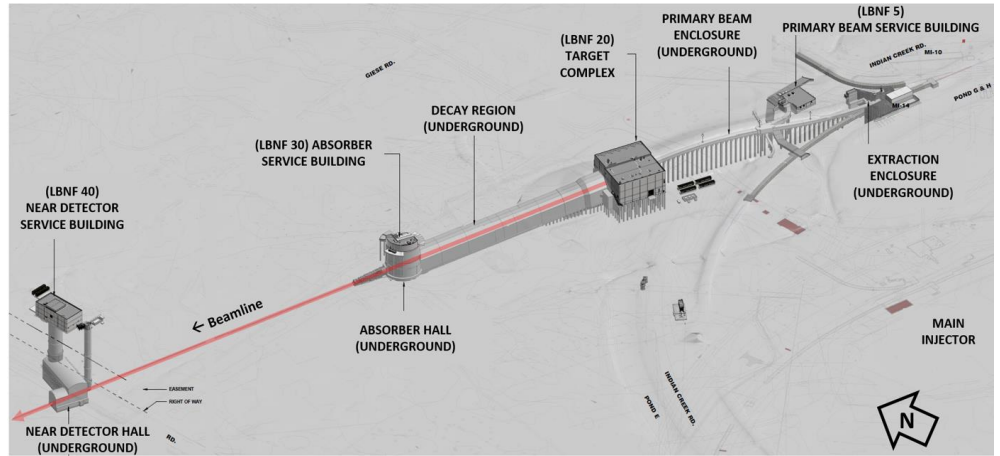 (LBNF 5)
PRIMARY BEAM SERVICE BUILDING
PRIMARY BEAM
ENCLOSURE
(UNDERGROUND)
(LBNF 20)
TARGET
COMPLEX
INDIAN CREEK RD.
MI-10
GIESE RD.
POND G & H
MI-14
DECAY REGION
(UNDERGROUND)
(LBNF 30) ABSORBER
SERVICE BUILDING
EXTRACTION
ENCLOSURE
(UNDERGROUND)
(LBNF 40)
NEAR DETECTOR
SERVICE BUILDING
← Beamline
ABSORBER HALL
(UNDERGROUND)
MAIN
INJECTOR
EASEMENT
RIGHT OF WAY
INDIAN CREEK RD.
POND E
N
RD.
NEAR DETECTOR HALL
(UNDERGROUND)